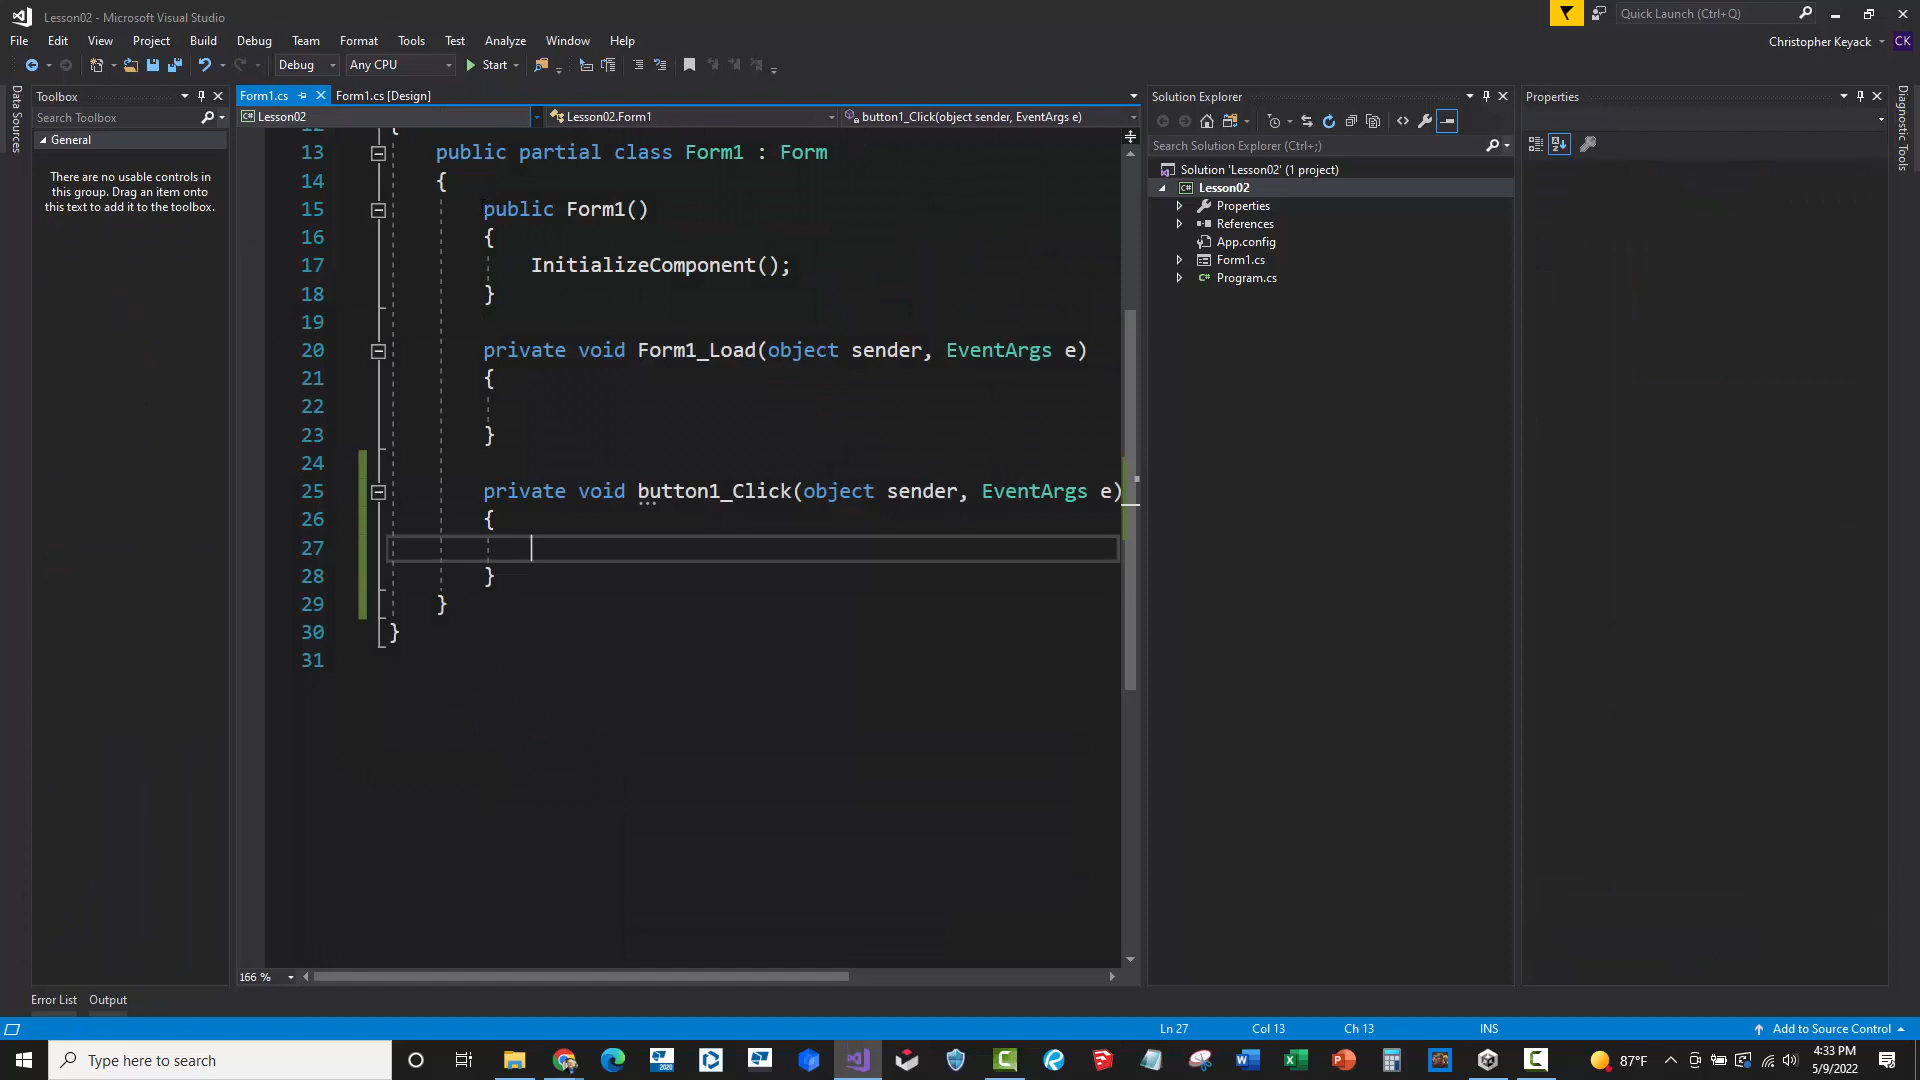 Lesson02 - Microsoft Visual Studio
Quick Launch (Ctrl+Q)
File Edit View Project Build Debug Team Format Tools Test Analyze Window Help
Christopher Keyack CK
Debug Any CPU Start
Data Sources
Toolbox
Search Toolbox
General
There are no usable controls in
this group. Drag an item onto
this text to add it to the toolbox.
Form1.cs Form1.cs [Design]
Lesson02 Lesson02.Form1 button1_Click(object sender, EventArgs e)
12 {
13 public partial class Form1 : Form
14 {
15 public Form1()
16 {
17 InitializeComponent();
18 }
19
20 private void Form1_Load(object sender, EventArgs e)
21 {
22
23 }
24
25 private void button1_Click(object sender, EventArgs e)
26 {
27
28 }
29 }
30 }
31
166 %
Solution Explorer
Search Solution Explorer (Ctrl+;)
Solution 'Lesson02' (1 project)
C# Lesson02
Properties
References
App.config
Form1.cs
C# Program.cs
Properties
Diagnostic Tools
Error List Output
Ln 27 Col 13 Ch 13 INS Add to Source Control
Type here to search
2020
87°F
4:33 PM
5/9/2022